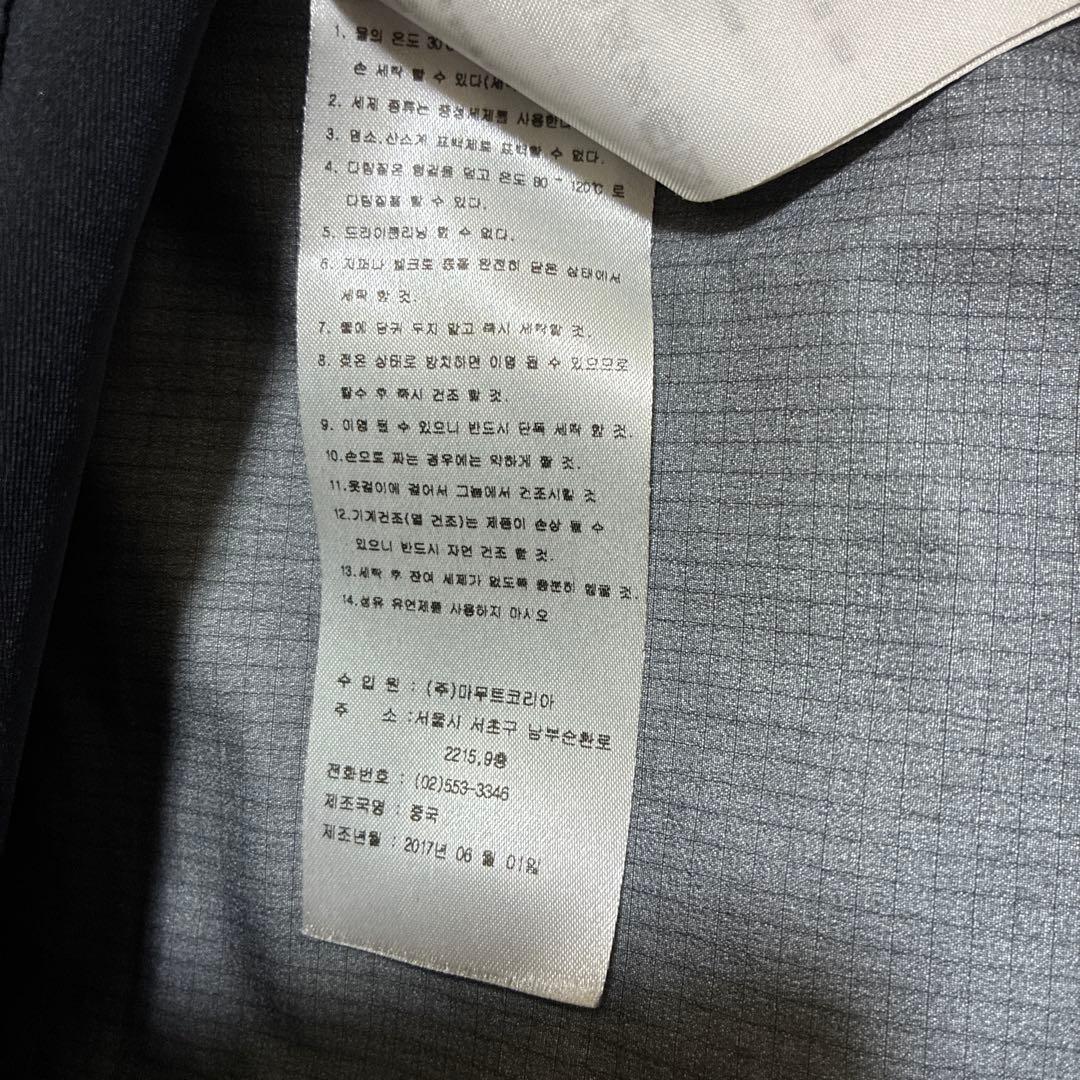 1. 물의 온도 30
손 세탁 할 수 있다(세
2. 세제 종류는 중성세제를 사용한다
3. 염소.산소계 표백제로 표백할 수 없다.
4. 다림질은 헝겊을 덮고 온도 80 ~ 120℃ 로
다림질을 할 수 있다.
5. 드라이클리닝 할 수 없다.
6. 지퍼나 벨크로 등을 완전히 닫은 상태에서
세탁 할 것.
7. 물에 담궈 두지 말고 즉시 세탁할 것.
8. 젖은 상태로 방치하면 이염 될 수 있으므로
탈수 후 즉시 건조 할 것.
9. 이염 될 수 있으니 반드시 단독 세탁 할 것.
10.손으로 짜는 경우에는 약하게 짤 것.
11.옷걸이에 걸어서 그늘에서 건조시킬 것
12.기계건조(열 건조)는 제품이 손상 될 수
있으니 반드시 자연 건조 할 것.
13.세탁 후 잔여 세제가 없도록 충분히 헹굴 것.
14.섬유 유연제를 사용하지 마시오
수 입 원 : (주)마무트코리아
주 소 :서울시 서초구 남부순환로
2215,9층
전화번호 : (02)553-3346
제조국명 : 중국
제조년월 : 2017년 06 월 01일